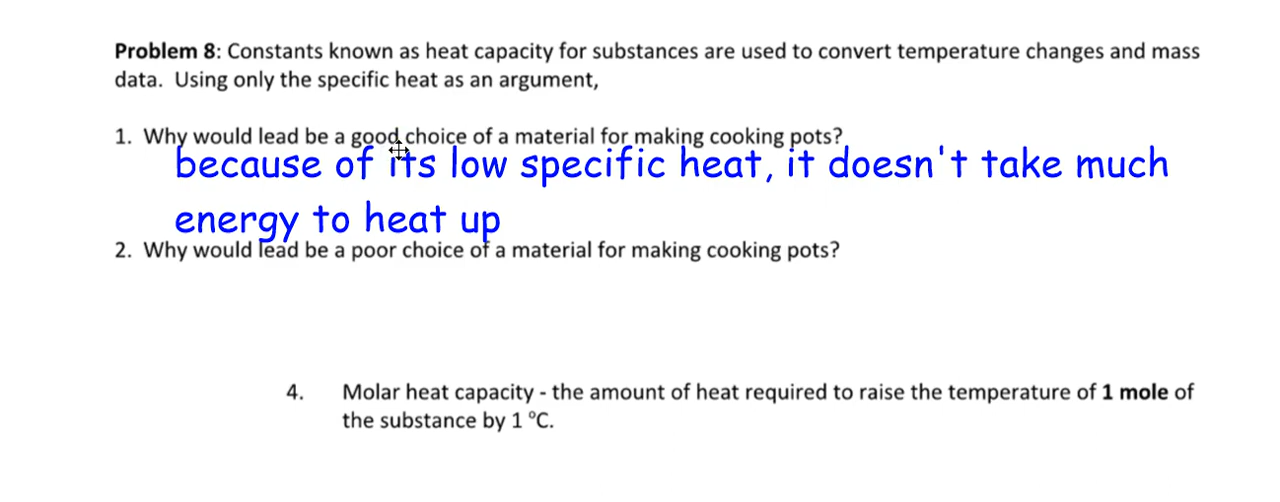 Problem 8: Constants known as heat capacity for substances are used to convert temperature changes and mass
data. Using only the specific heat as an argument,
1. Why would lead be a good choice of a material for making cooking pots?
because of its low specific heat, it doesn't take much
energy to heat up
2. Why would lead be a poor choice of a material for making cooking pots?
4. Molar heat capacity - the amount of heat required to raise the temperature of 1 mole of
the substance by 1 °C.